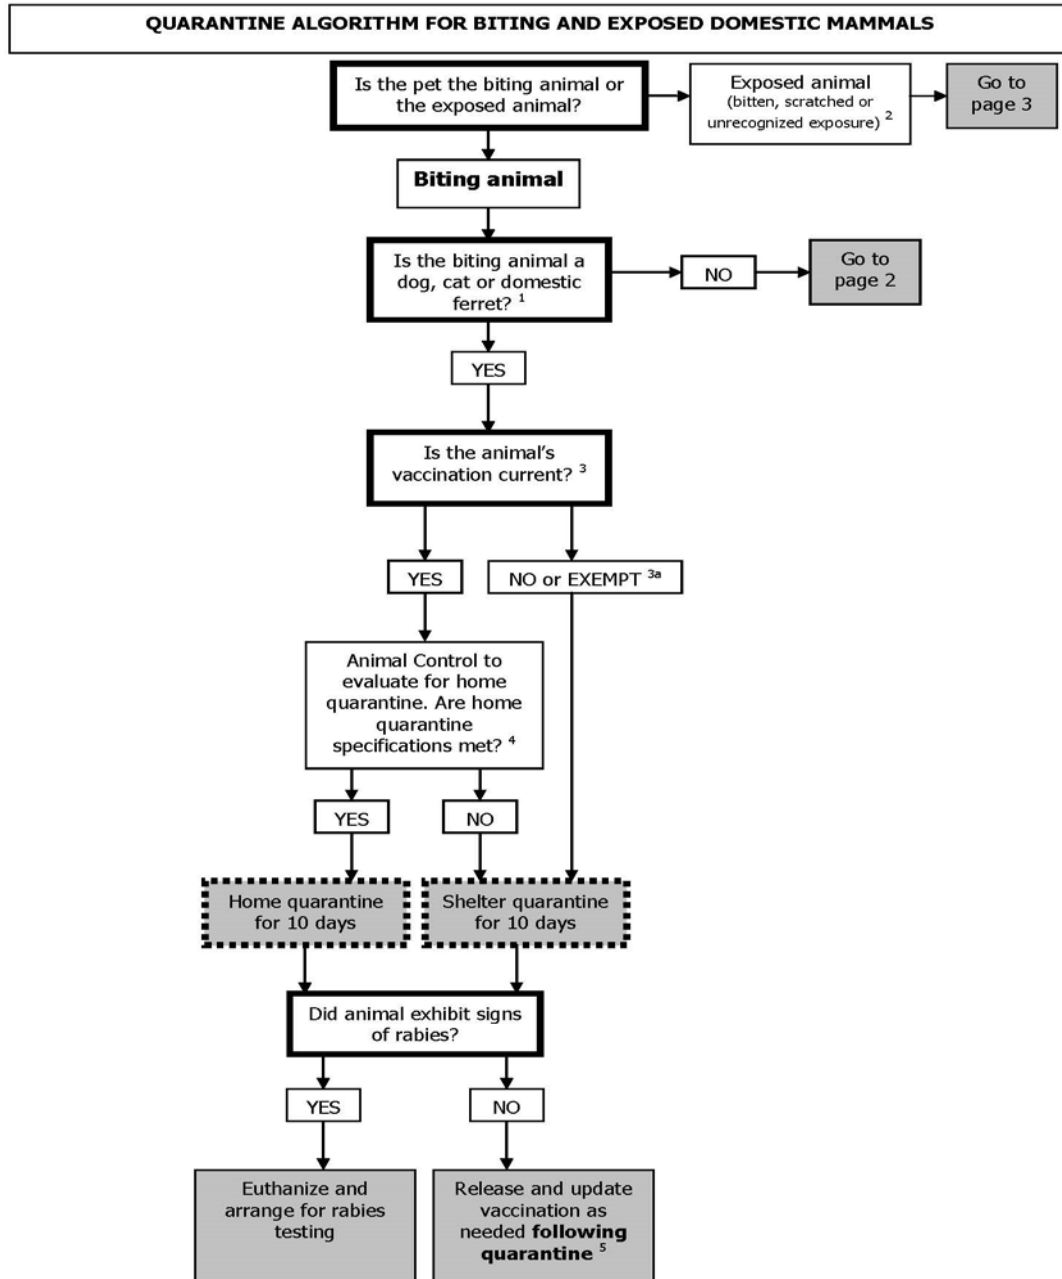 QUARANTINE ALGORITHM FOR BITING AND EXPOSED DOMESTIC MAMMALS
Is the pet the biting animal or
the exposed animal?
Exposed animal
(bitten, scratched or
unrecognized exposure) 2
Go to
page 3
Biting animal
Is the biting animal a
dog, cat or domestic
ferret? 1
NO
Go to
page 2
YES
Is the animal's
vaccination current? 3
YES
NO or EXEMPT 3a
Animal Control to
evaluate for home
quarantine. Are home
quarantine
specifications met? 4
YES
NO
Home quarantine
for 10 days
Shelter quarantine
for 10 days
Did animal exhibit signs
of rabies?
YES
NO
Euthanize and
arrange for rabies
testing
Release and update
vaccination as
needed following
quarantine 5